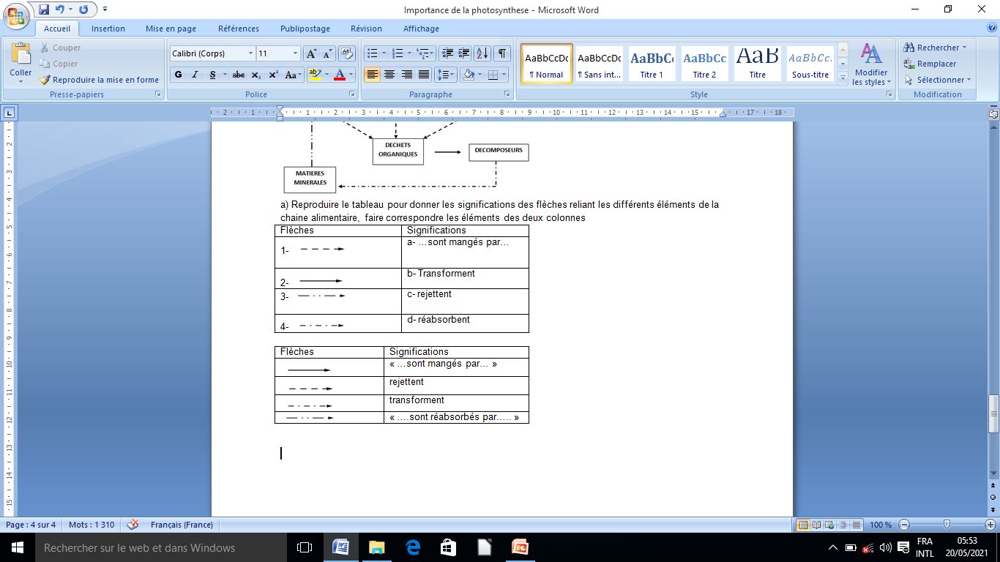 Importance de la photosynthese - Microsoft Word
Accueil Insertion Mise en page Références Publipostage Révision Affichage
Coller
Couper
Copier
Reproduire la mise en forme
Presse-papiers
Calibri (Corps) 11
G I S abc X₂ X² Aa
Police
Paragraphe
AaBbCcDc AaBbCcDc AaBbCc AaBbCc AaB AaBbCc.
¶ Normal ¶ Sans int... Titre 1 Titre 2 Titre Sous-titre
Modifier les styles
Style
Rechercher
Remplacer
Sélectionner
Modification
2 1 1 2 3 4 5 6 7 8 9 10 11 12 13 14 15 17 18
DECHETS
ORGANIQUES
DECOMPOSEURS
MATIERES
MINERALES
a) Reproduire le tableau pour donner les significations des flèches reliant les différents éléments de la
chaine alimentaire, faire correspondre les éléments des deux colonnes
Flèches Significations
1- a- ...sont mangés par...
2- b- Transforment
3- c- rejettent
4- d- réabsorbent
Flèches Significations
« ...sont mangés par... »
rejettent
transforment
« ....sont réabsorbés par..... »
Page : 4 sur 4 Mots : 1 310 Français (France) 100 %
Rechercher sur le web et dans Windows
FRA
INTL
05:53
20/05/2021